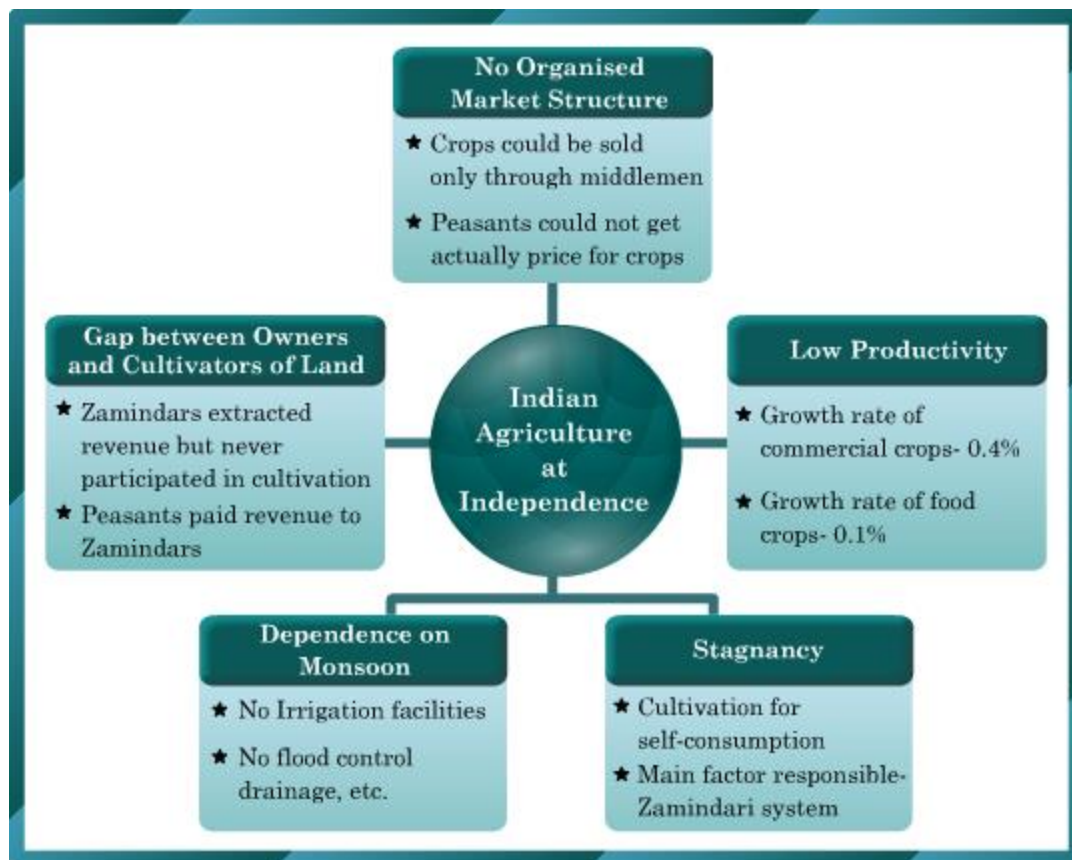 No Organised
Market Structure
★ Crops could be sold
only through middlemen
★ Peasants could not get
actually price for crops
Gap between Owners
and Cultivators of Land
★ Zamindars extracted
revenue but never
participated in cultivation
★ Peasants paid revenue to
Zamindars
Indian
Agriculture
at
Independence
Low Productivity
★ Growth rate of
commercial crops- 0.4%
★ Growth rate of food
crops- 0.1%
Dependence on
Monsoon
★ No Irrigation facilities
★ No flood control
drainage, etc.
Stagnancy
★ Cultivation for
self-consumption
★ Main factor responsible-
Zamindari system